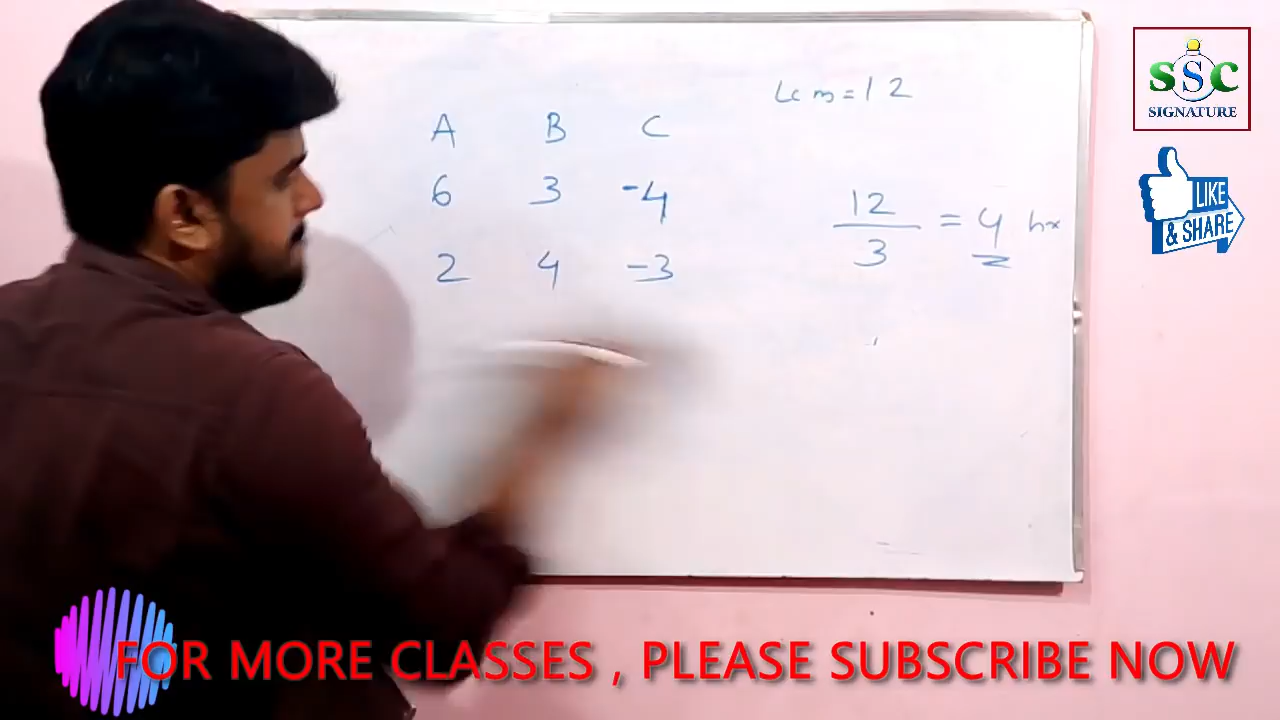 Lcm=12
A B C
6 3 -4
2 4 -3
12
3
= 4 hr
SSC
SIGNATURE
LIKE
& SHARE
FOR MORE CLASSES , PLEASE SUBSCRIBE NOW